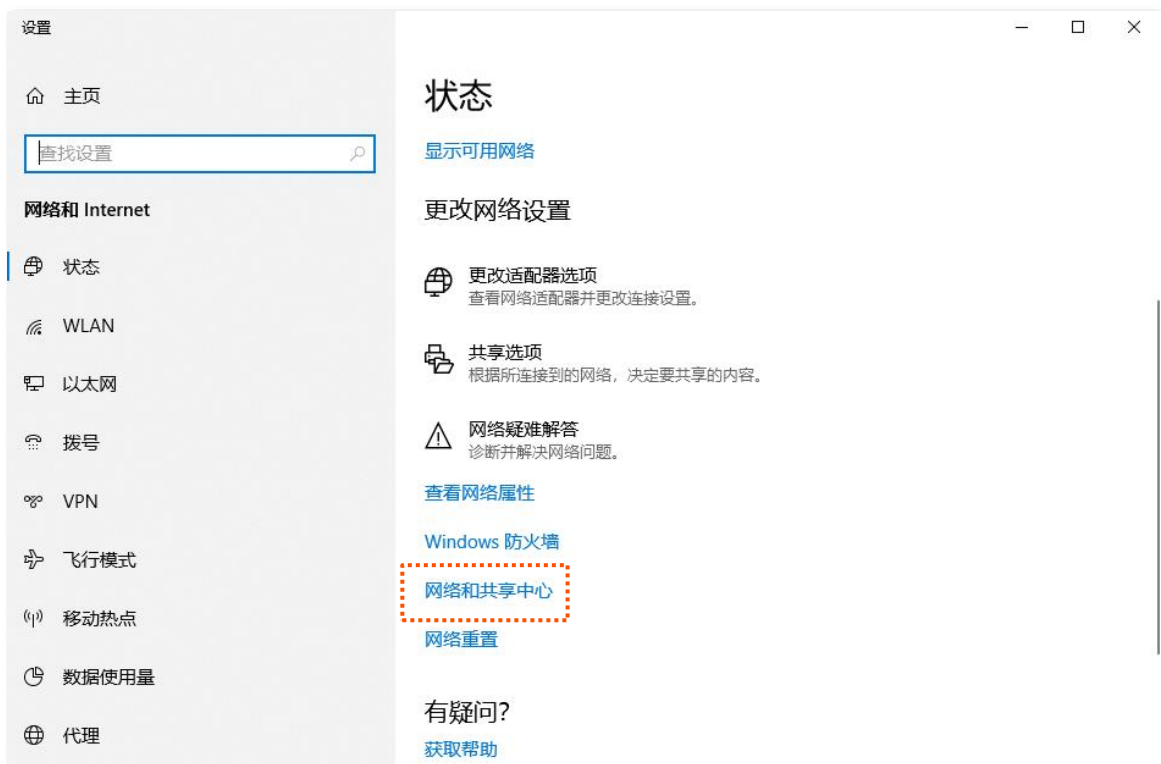 设置
主页
查找设置
网络和 Internet
状态
WLAN
以太网
拨号
VPN
飞行模式
移动热点
数据使用量
代理
状态
显示可用网络
更改网络设置
更改适配器选项
查看网络适配器并更改连接设置。
共享选项
根据所连接到的网络，决定要共享的内容。
网络疑难解答
诊断并解决网络问题。
查看网络属性
Windows 防火墙
网络和共享中心
网络重置
有疑问?
获取帮助